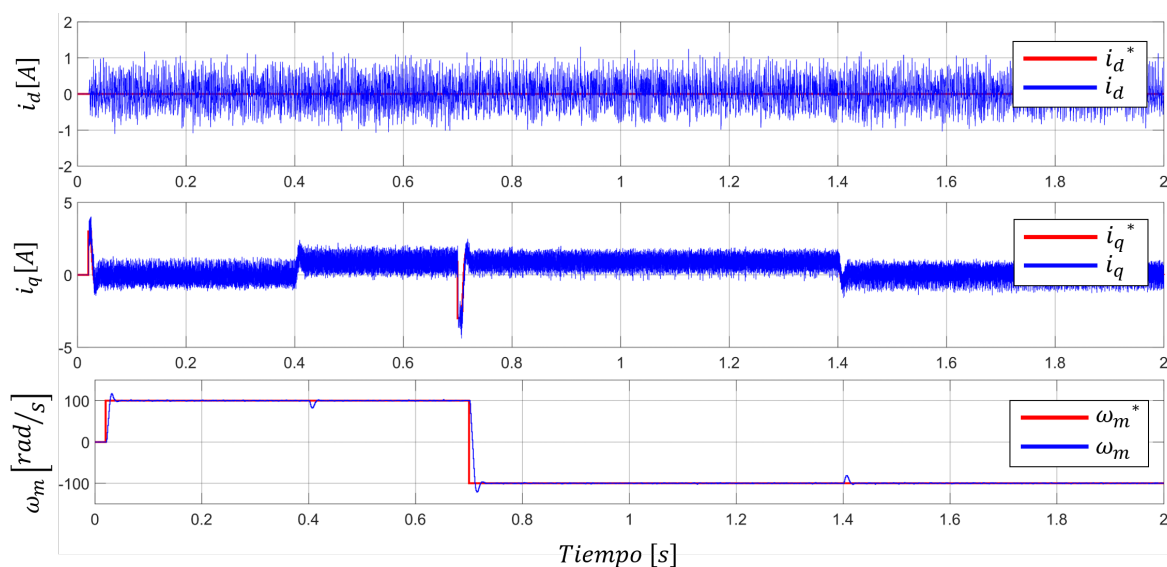 i_d[A]
2
1
0
-1
-2
0 0.2 0.4 0.6 0.8 1 1.2 1.4 1.6 1.8 2
i_d^*
i_d
i_q[A]
5
0
-5
0 0.2 0.4 0.6 0.8 1 1.2 1.4 1.6 1.8 2
i_q^*
i_q
ω_m [rad/s]
100
0
-100
0 0.2 0.4 0.6 0.8 1 1.2 1.4 1.6 1.8 2
ω_m^*
ω_m
Tiempo [s]